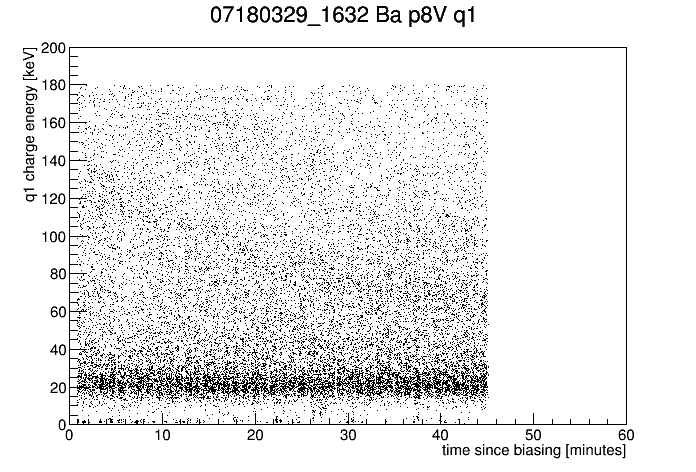 07180329_1632 Ba p8V q1
q1 charge energy [keV]
200
180
160
140
120
100
80
60
40
20
0
0 10 20 30 40 50 60
time since biasing [minutes]